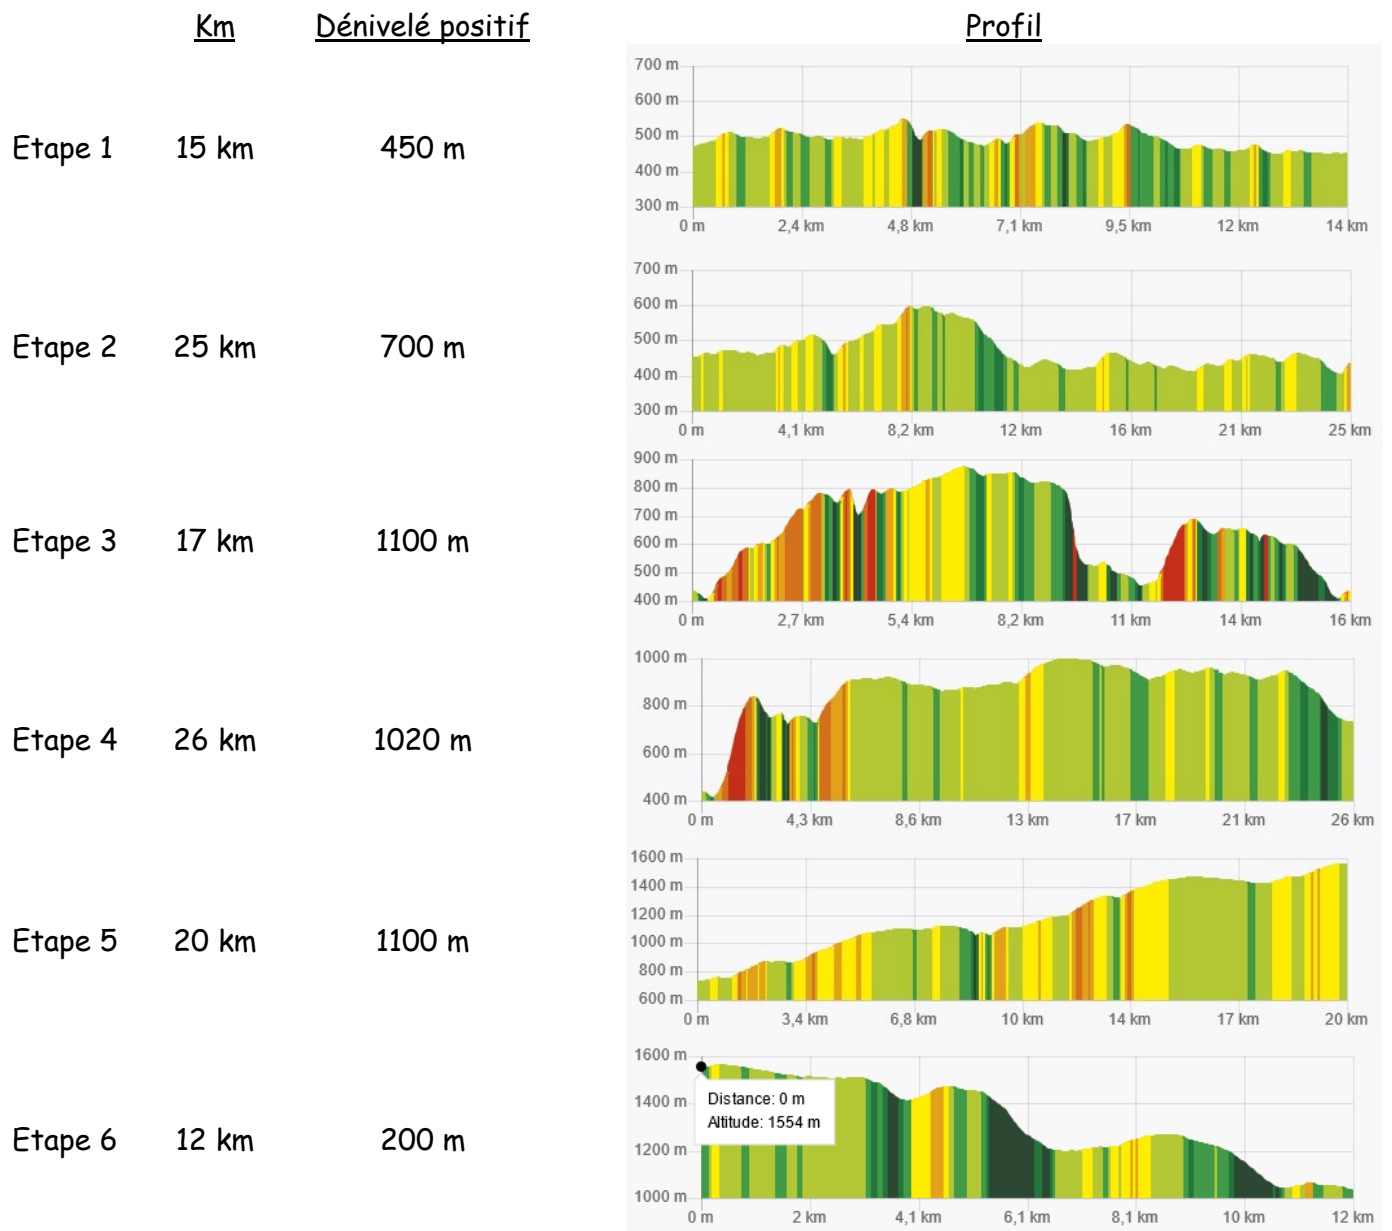 Km Dénivelé positif Profil
700 m
600 m
Etape 1 15 km 450 m 500 m
400 m
300 m
0 m 2,4 km 4,8 km 7,1 km 9,5 km 12 km 14 km
700 m
600 m
Etape 2 25 km 700 m 500 m
400 m
300 m
0 m 4,1 km 8,2 km 12 km 16 km 21 km 25 km
900 m
800 m
700 m
Etape 3 17 km 1100 m 600 m
500 m
400 m
0 m 2,7 km 5,4 km 8,2 km 11 km 14 km 16 km
1000 m
800 m
Etape 4 26 km 1020 m 600 m
400 m
0 m 4,3 km 8,6 km 13 km 17 km 21 km 26 km
1600 m
1400 m
1200 m
Etape 5 20 km 1100 m 1000 m
800 m
600 m
0 m 3,4 km 6,8 km 10 km 14 km 17 km 20 km
1600 m
Distance: 0 m
1400 m
Altitude: 1554 m
Etape 6 12 km 200 m 1200 m
1000 m
0 m 2 km 4,1 km 6,1 km 8,1 km 10 km 12 km